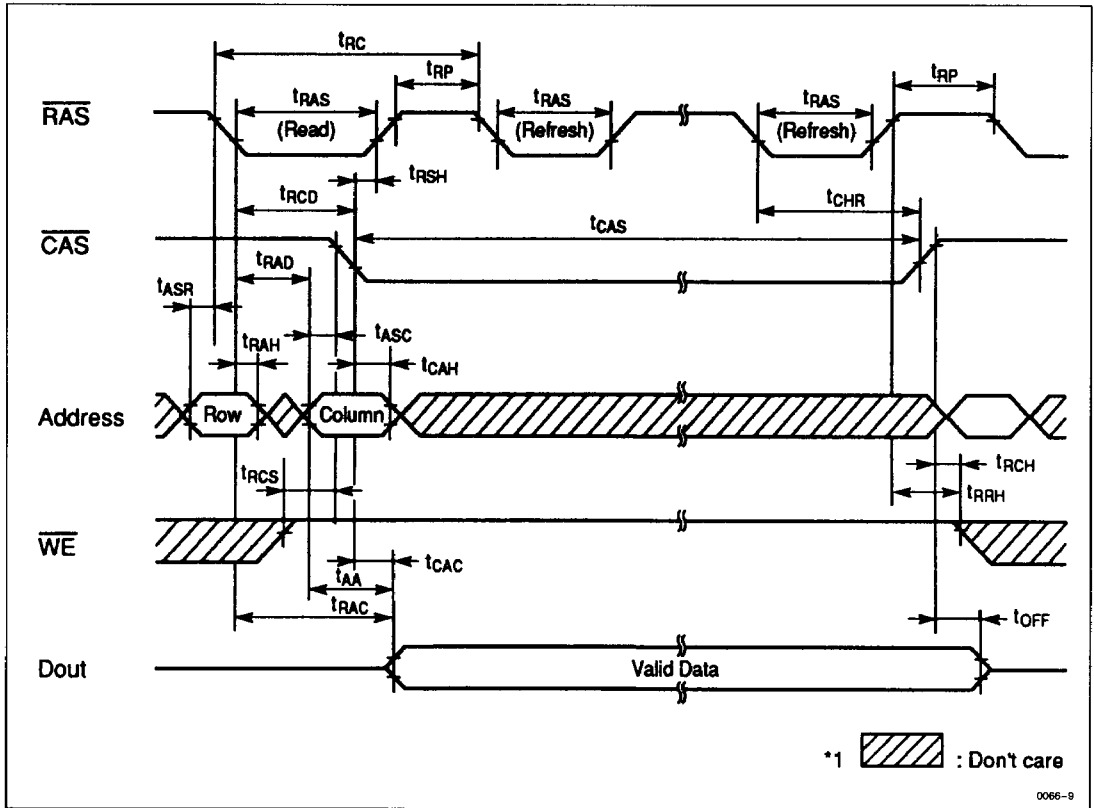 tRC
tRP
tRP
RAS
tRAS
(Read)
tRAS
(Refresh)
tRAS
(Refresh)
tRSH
tRCD
tCHR
tCAS
CAS
tRAD
tASR
tASC
tRAH
tCAH
Address
Row
Column
tRCS
tRCH
tRRH
WE
tCAC
tAA
tRAC
tOFF
Dout
Valid Data
*1 : Don't care
0066-9